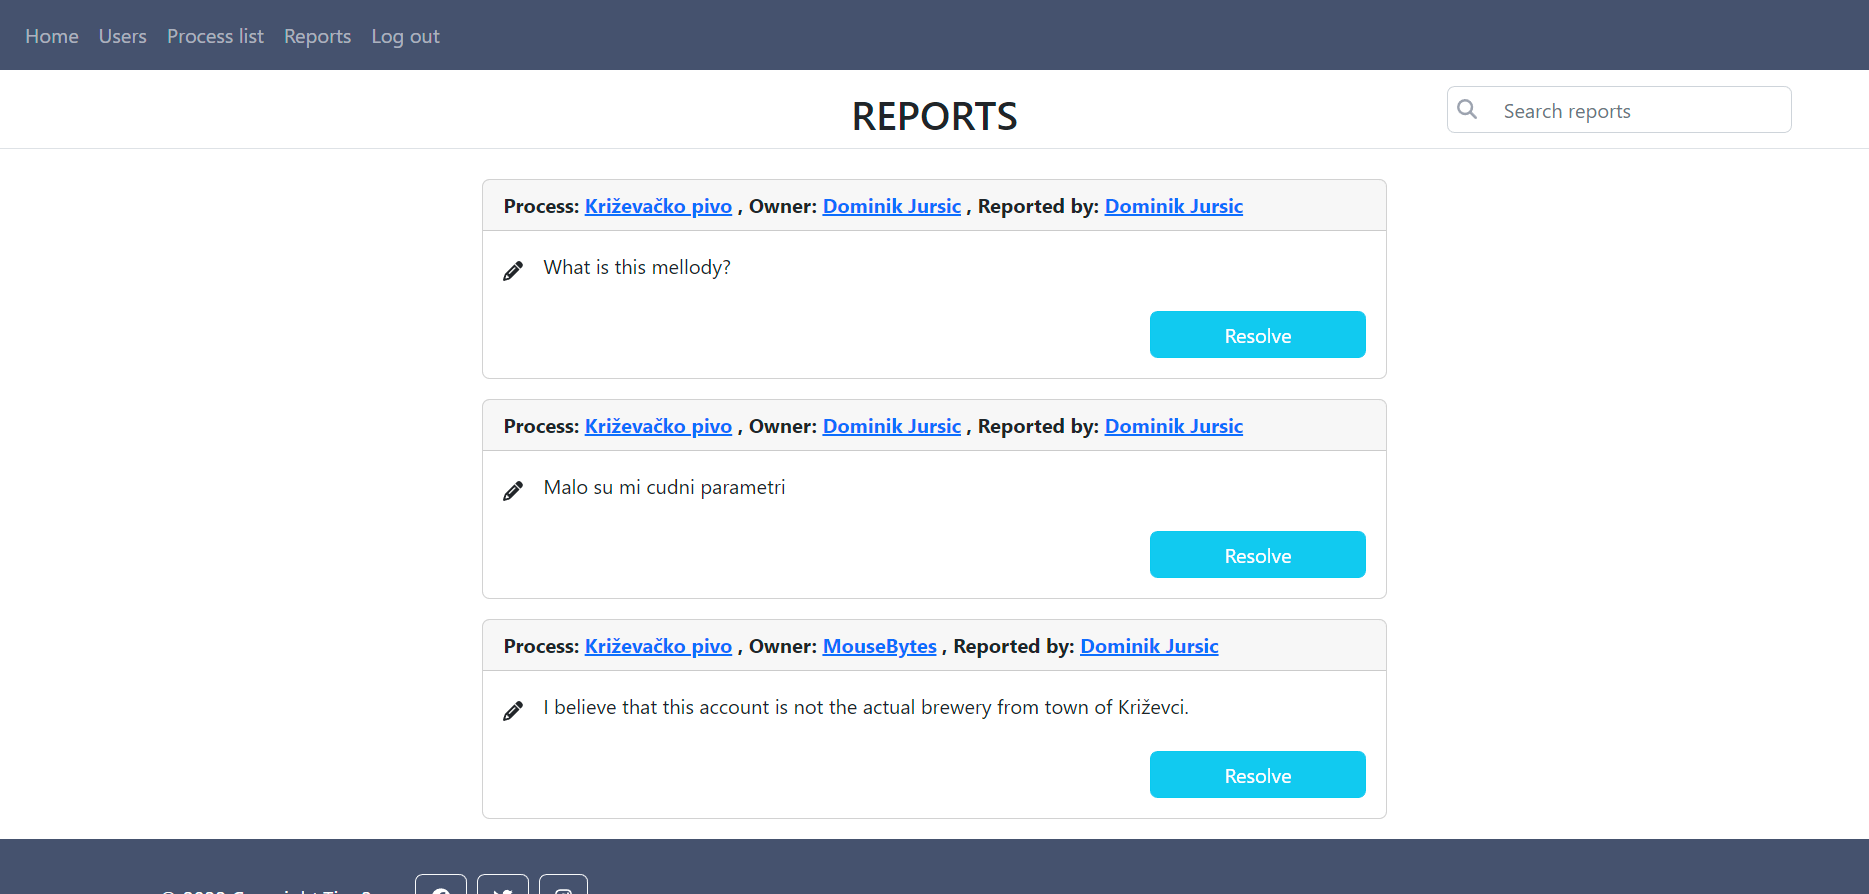 Home Users Process list Reports Log out
REPORTS
Search reports
Process: Križevačko pivo , Owner: Dominik Jursic , Reported by: Dominik Jursic
What is this mellody?
Resolve
Process: Križevačko pivo , Owner: Dominik Jursic , Reported by: Dominik Jursic
Malo su mi cudni parametri
Resolve
Process: Križevačko pivo , Owner: MouseBytes , Reported by: Dominik Jursic
I believe that this account is not the actual brewery from town of Križevci.
Resolve